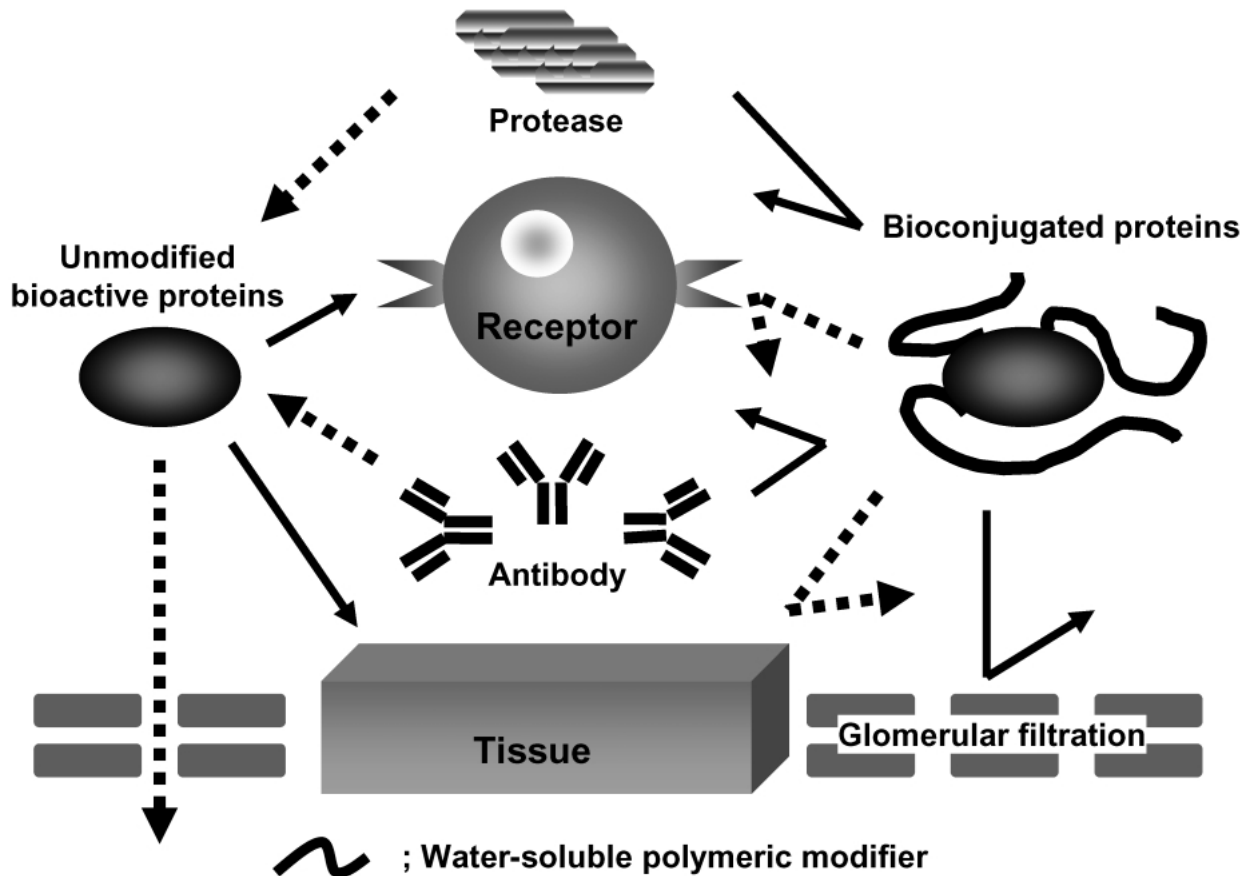 Protease
Unmodified
bioactive proteins
Bioconjugated proteins
Receptor
Antibody
Tissue
Glomerular filtration
; Water-soluble polymeric modifier